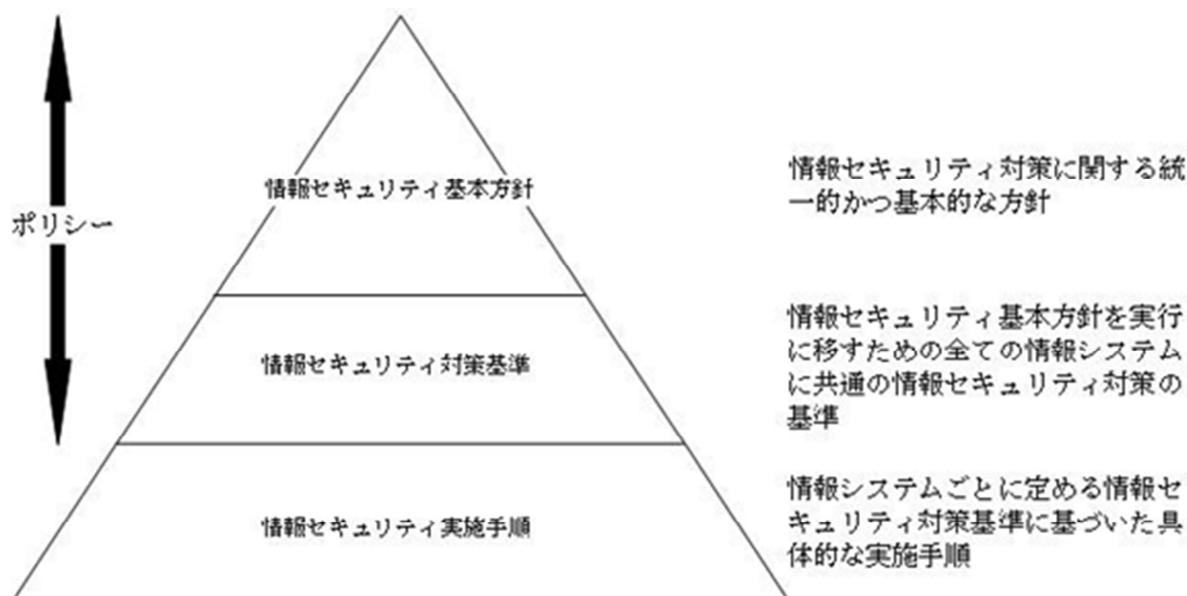 ポリシー
情報セキュリティ基本方針
情報セキュリティ対策に関する統
一的かつ基本的な方針
情報セキュリティ対策基準
情報セキュリティ基本方針を実行
に移すための全ての情報システム
に共通の情報セキュリティ対策の
基準
情報セキュリティ実施手順
情報システムごとに定める情報セ
キュリティ対策基準に基づいた具
体的な実施手順